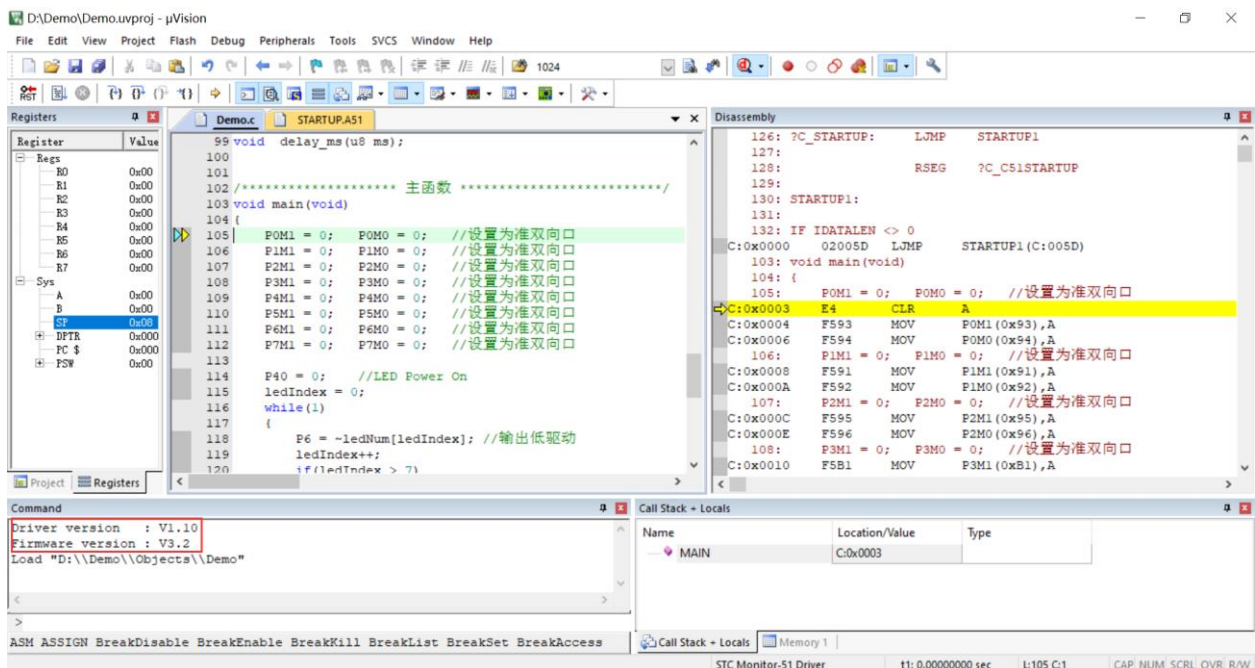 D:\Demo\Demo.uvproj - µVision
File Edit View Project Flash Debug Peripherals Tools SVCS Window Help
1024
RST
Registers
Register Value
Regs
R0 0x00
R1 0x00
R2 0x00
R3 0x00
R4 0x00
R5 0x00
R6 0x00
R7 0x00
Sys
A 0x00
B 0x00
SP 0x08
DPTR 0x000
PC $ 0x000
PSW 0x00
Project Registers
Demo.c STARTUP.A51
99 void delay_ms(u8 ms);
100
101
102 /********************* 主函数 **************************/
103 void main(void)
104 {
105 P0M1 = 0; P0M0 = 0; //设置为准双向口
106 P1M1 = 0; P1M0 = 0; //设置为准双向口
107 P2M1 = 0; P2M0 = 0; //设置为准双向口
108 P3M1 = 0; P3M0 = 0; //设置为准双向口
109 P4M1 = 0; P4M0 = 0; //设置为准双向口
110 P5M1 = 0; P5M0 = 0; //设置为准双向口
111 P6M1 = 0; P6M0 = 0; //设置为准双向口
112 P7M1 = 0; P7M0 = 0; //设置为准双向口
113
114 P40 = 0; //LED Power On
115 ledIndex = 0;
116 while(1)
117 {
118 P6 = ~ledNum[ledIndex]; //输出低驱动
119 ledIndex++;
120 if(ledIndex > 7)
Disassembly
126: ?C_STARTUP: LJMP STARTUP1
127:
128: RSEG ?C_C51STARTUP
129:
130: STARTUP1:
131:
132: IF IDATALEN <> 0
C:0x0000 02005D LJMP STARTUP1(C:005D)
103: void main(void)
104: {
105: P0M1 = 0; P0M0 = 0; //设置为准双向口
C:0x0003 E4 CLR A
C:0x0004 F593 MOV P0M1(0x93),A
C:0x0006 F594 MOV P0M0(0x94),A
106: P1M1 = 0; P1M0 = 0; //设置为准双向口
C:0x0008 F591 MOV P1M1(0x91),A
C:0x000A F592 MOV P1M0(0x92),A
107: P2M1 = 0; P2M0 = 0; //设置为准双向口
C:0x000C F595 MOV P2M1(0x95),A
C:0x000E F596 MOV P2M0(0x96),A
108: P3M1 = 0; P3M0 = 0; //设置为准双向口
C:0x0010 F5B1 MOV P3M1(0xB1),A
Command
Driver version : V1.10
Firmware version : V3.2
Load "D:\\Demo\\Objects\\Demo"
>
ASM ASSIGN BreakDisable BreakEnable BreakKill BreakList BreakSet BreakAccess
Call Stack + Locals
Name Location/Value Type
MAIN C:0x0003
Call Stack + Locals Memory 1
STC Monitor-51 Driver t1: 0.00000000 sec L:105 C:1 CAP NUM SCRL OVR R/W